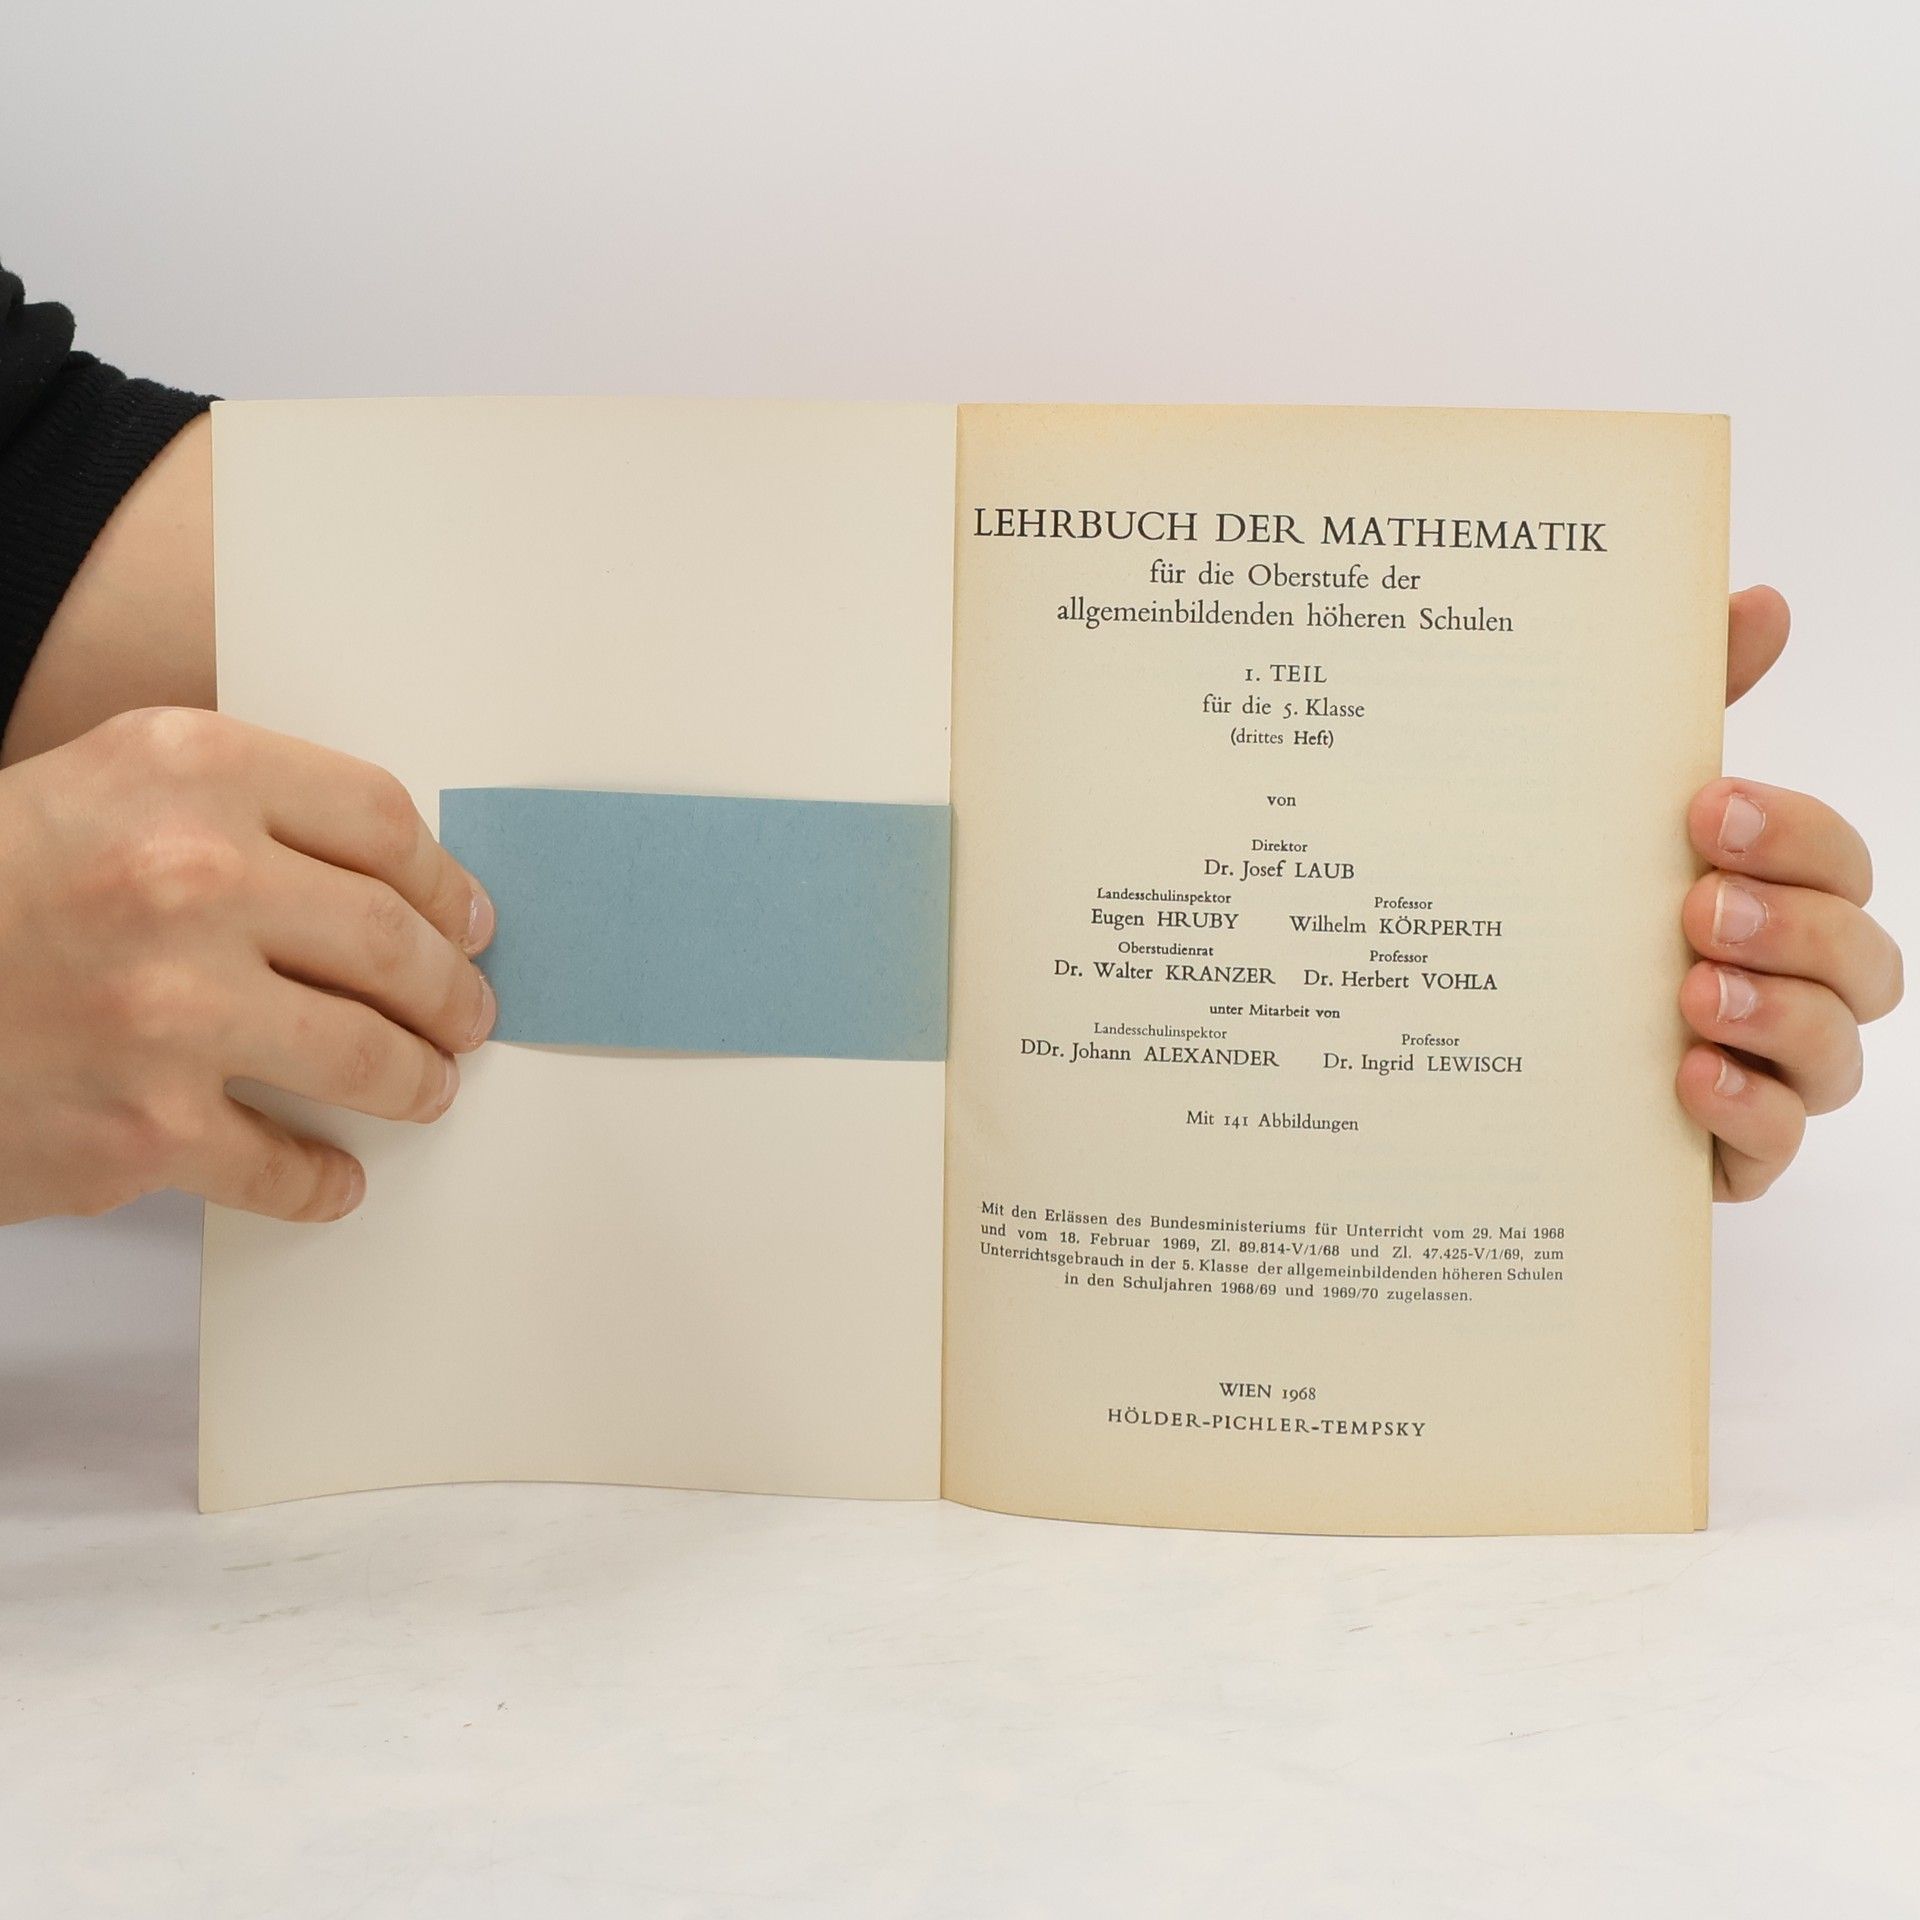 LEHRBUCH DER MATHEMATIK
für die Oberstufe der
allgemeinbildenden höheren Schulen
1. TEIL
für die 5. Klasse
(drittes Heft)
von
Direktor
Dr. Josef LAUB
Landesschulinspektor Professor
Eugen HRUBY Wilhelm KÖRPERTH
Oberstudienrat Professor
Dr. Walter KRANZER Dr. Herbert VOHLA
unter Mitarbeit von
Landesschulinspektor Professor
DDr. Johann ALEXANDER Dr. Ingrid LEWISCH
Mit 141 Abbildungen
Mit den Erlässen des Bundesministeriums für Unterricht vom 29. Mai 1968
und vom 18. Februar 1969, Zl. 89.814-V/1/68 und Zl. 47.425-V/1/69, zum
Unterrichtsgebrauch in der 5. Klasse der allgemeinbildenden höheren Schulen
in den Schuljahren 1968/69 und 1969/70 zugelassen.
WIEN 1968
HÖLDER-PICHLER-TEMPSKY